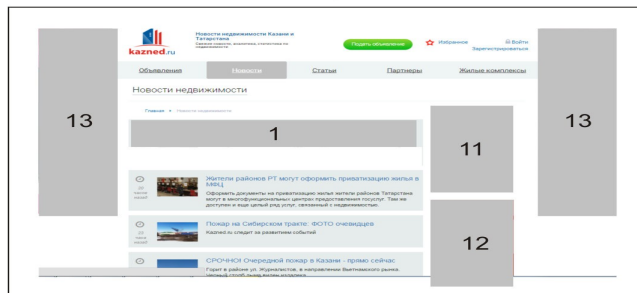 kazned.ru
Новости недвижимости Казани и
Татарстана
Подать объявление
Избранное
Войти
Зарегистрироваться
Объявления
Новости
Статьи
Партнеры
Жилые комплексы
Новости недвижимости
Главная
Новости недвижимости
13
1
11
13
Жители районов РТ могут оформить приватизацию жилья в
МФЦ
Оформить документы на приватизацию жилья жители районов Татарстана
могут в многофункциональных центрах предоставления госуслуг. Там же
доступен и еще целый ряд услуг, связанный с недвижимостью.
Пожар на Сибирском тракте: ФОТО очевидцев
Kazned.ru следит за развитием событий
12
СРОЧНО! Очередной пожар в Казани - прямо сейчас
Горит в районе ул. Журналистов, в направлении Вьетнамского рынка.